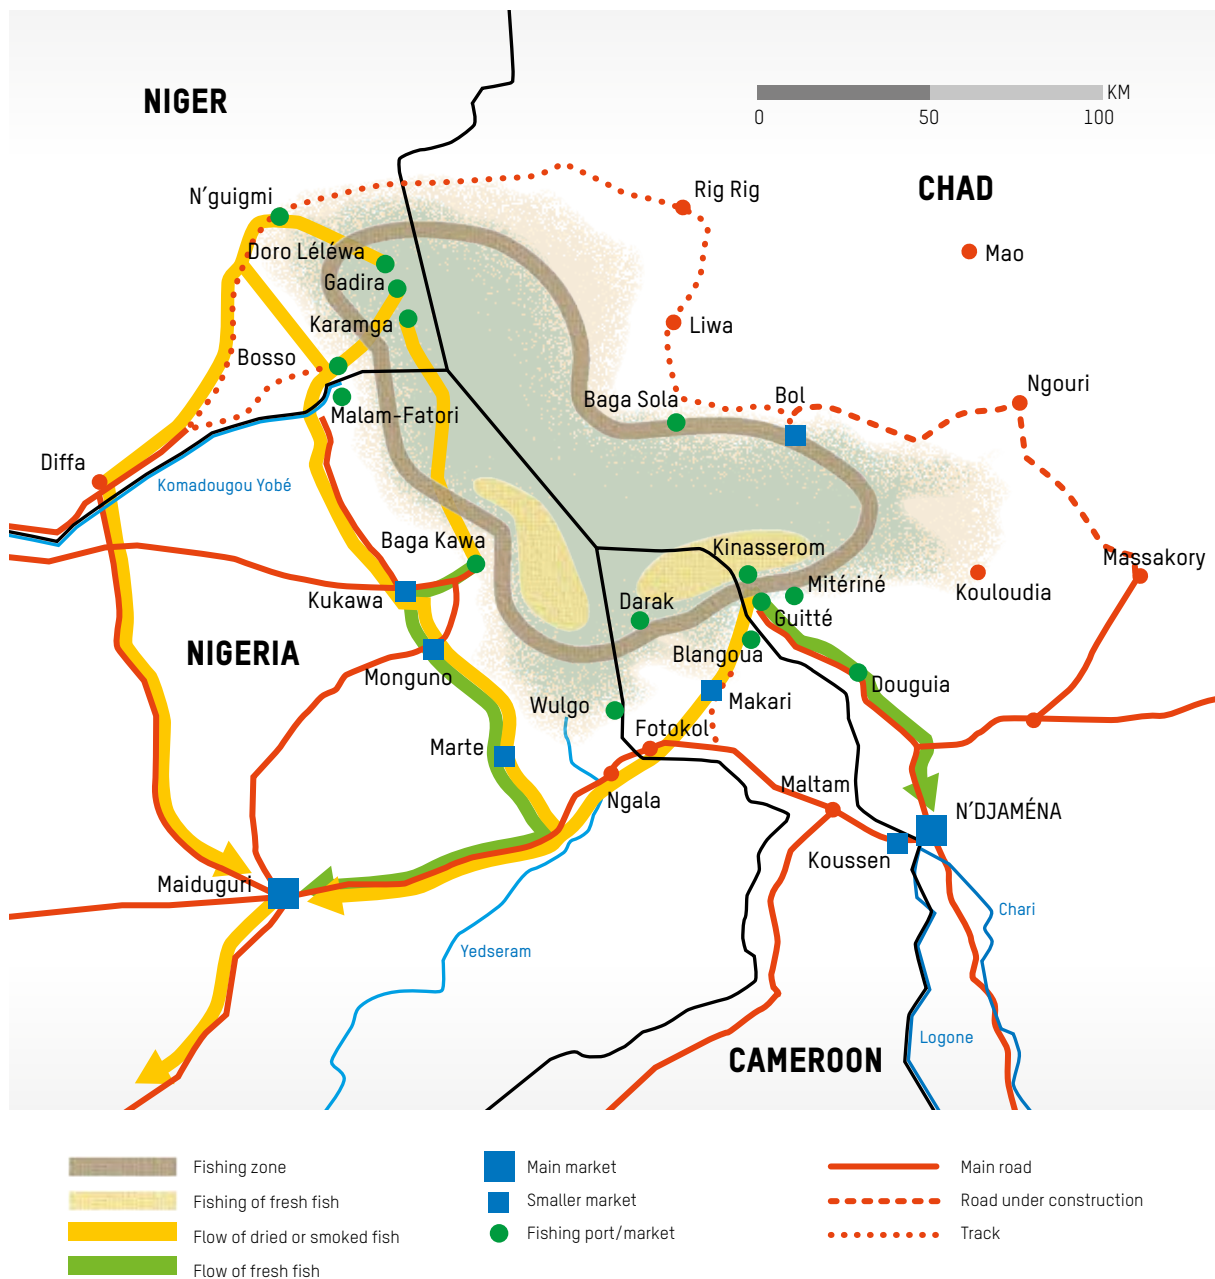 NIGER
KM
0
50
100
CHAD
N'guigmi
Rig Rig
Doro Léléwa
Mao
Gadira
Karamga
Liwa
Bosso
Ngouri
Baga Sola
Bol
Malam-Fatori
Diffa
Komadougou Yobé
Baga Kawa
Kinasserom
Massakory
Mitériné
Kouloudia
Kukawa
Darak
Guitté
NIGERIA
Blangoua
Monguno
Douguia
Wulgo
Makari
Fotokol
Marte
Maltam
Ngala
N'DJAMÉNA
Koussen
Maiduguri
Chari
Yedseram
Logone
CAMEROON
Fishing zone
Fishing of fresh fish
Flow of dried or smoked fish
Flow of fresh fish
Main market
Smaller market
Fishing port/market
Main road
Road under construction
Track